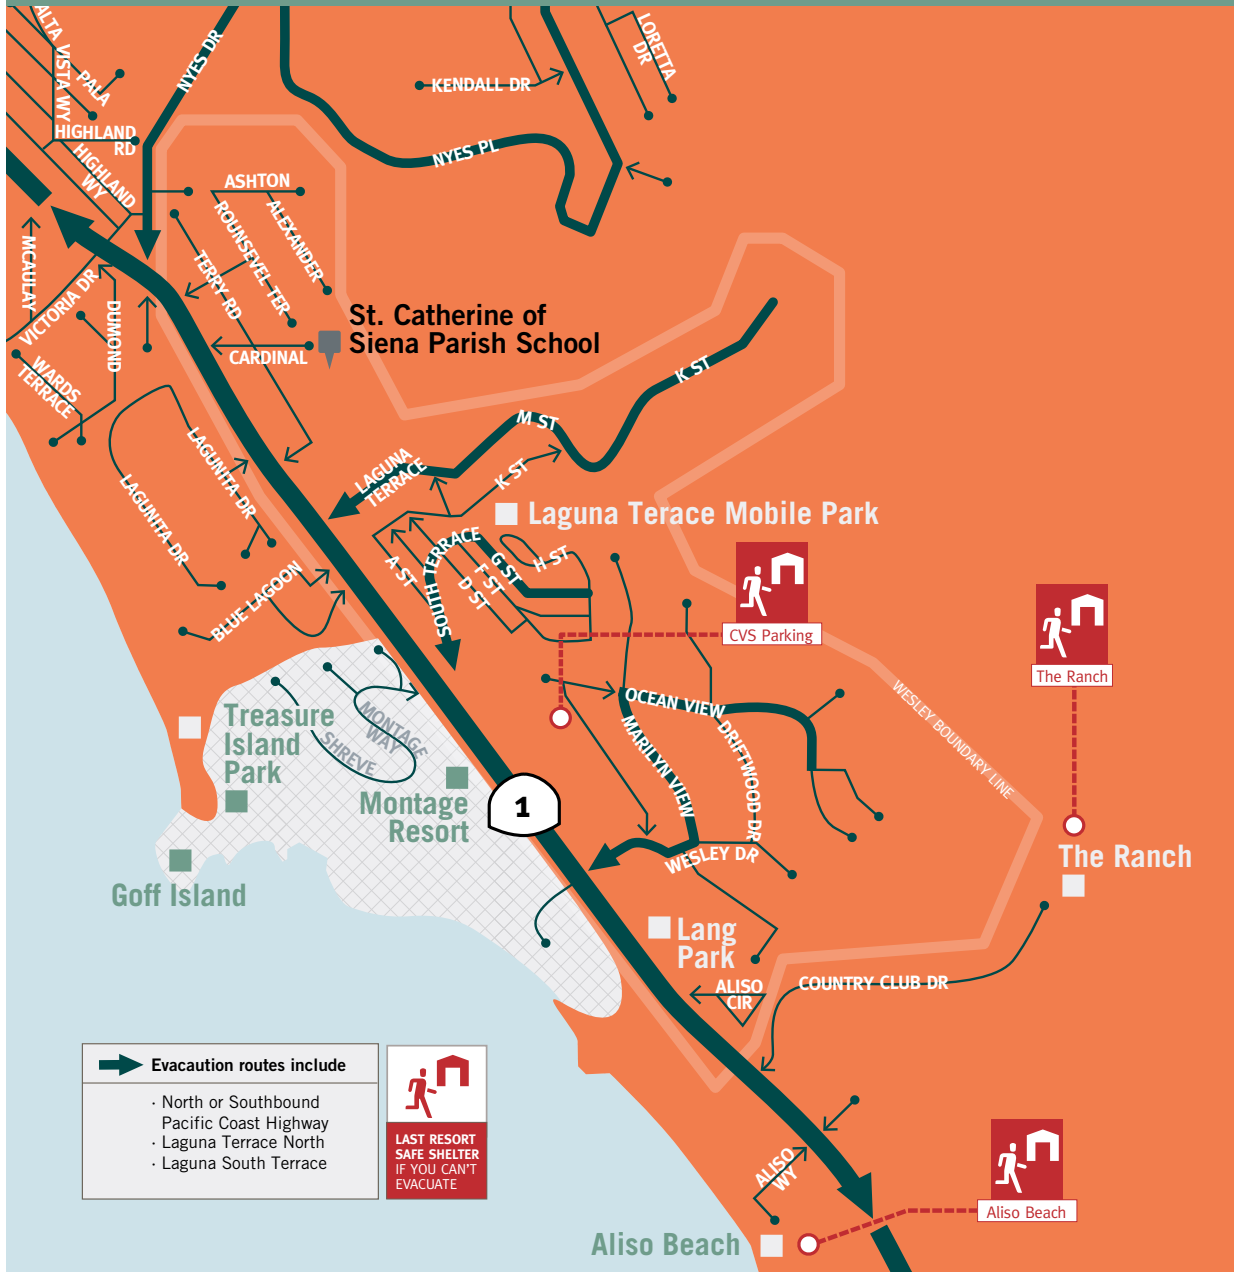 ALTA VISTA WY
PALA
NYES DR
KENDALL DR
LORETTA
DR
HIGHLAND
RD
HIGHLAND
WY
NYES PL
ASHTON
ROUNSEVEL TER
ALEXANDER
TERRY RD
MCAULAY
VICTORIA DR
DUMOND
WARDS
TERRACE
CARDINAL
St. Catherine of
Siena Parish School
K ST
M ST
LAGUNA
TERRACE
K ST
LAGUNITA DR
LAGUNITA DR
Laguna Terace Mobile Park
A ST
SOUTH TERRACE
G ST
F ST
D ST
H ST
BLUE LAGOON
CVS Parking
The Ranch
WESLEY BOUNDARY LINE
OCEAN VIEW
MARILYN VIEW
DRIFTWOOD DR
WESLEY DR
Treasure
Island
Park
MONTAGE
WAY
SHREVE
Montage
Resort
1
Goff Island
The Ranch
Lang
Park
ALISO
CIR
COUNTRY CLUB DR
Evacaution routes include
· North or Southbound
Pacific Coast Highway
· Laguna Terrace North
· Laguna South Terrace
LAST RESORT
SAFE SHELTER
IF YOU CAN'T
EVACUATE
ALISO
WY
Aliso Beach
Aliso Beach